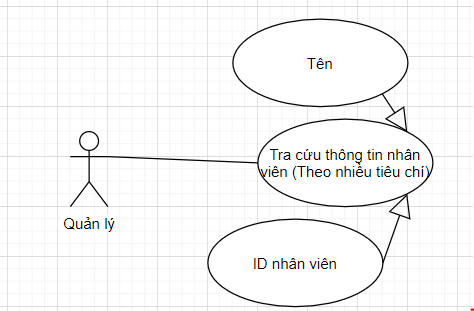 Tên
Tra cứu thông tin nhân
viên (Theo nhiều tiêu chí)
Quản lý
ID nhân viên